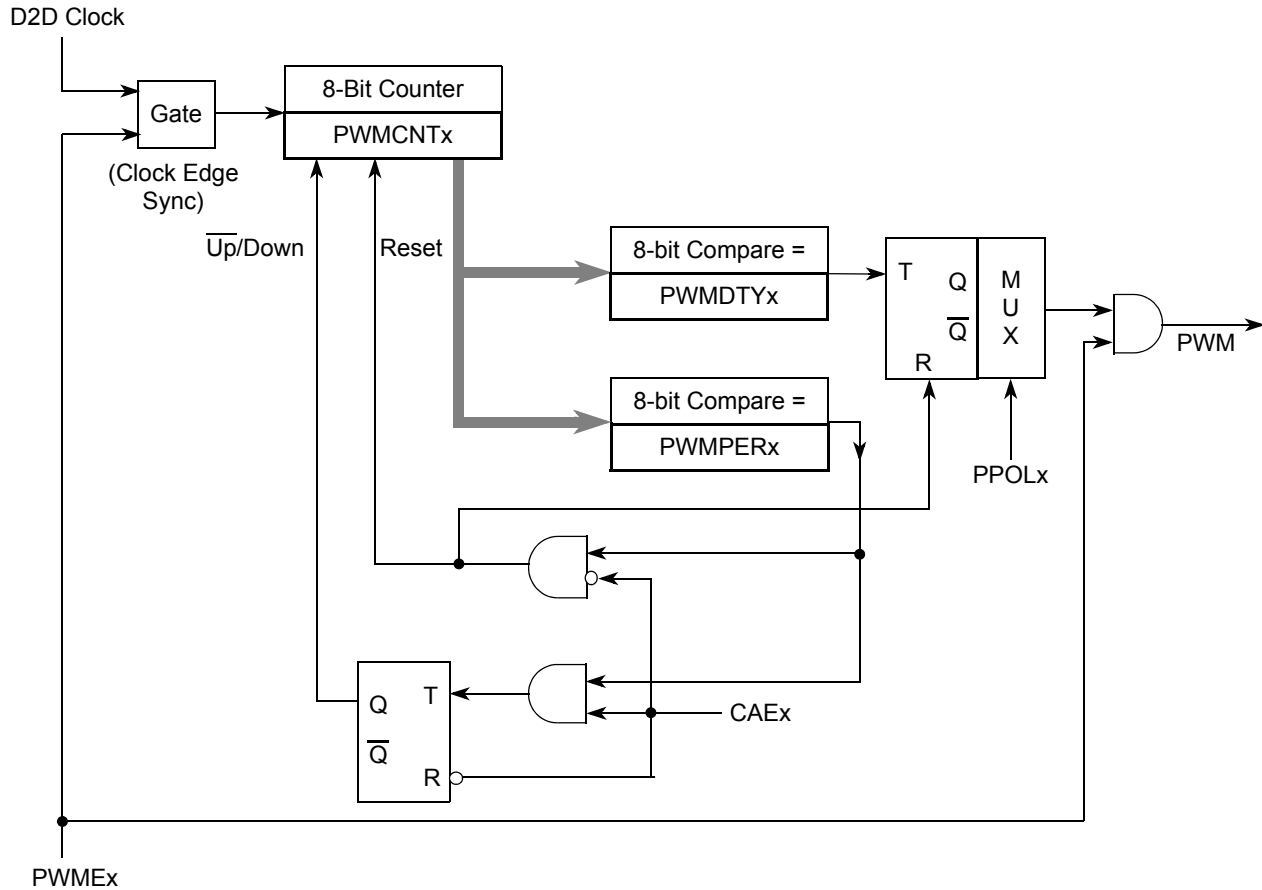 D2D Clock
Gate
(Clock Edge
Sync)
8-Bit Counter
PWMCNTx
U̅p̅/Down
Reset
8-bit Compare =
PWMDTYx
T
Q
Q̅
R
M
U
X
PWM
8-bit Compare =
PWMPERx
PPOLx
Q
T
Q̅
R
CAEx
PWMEx